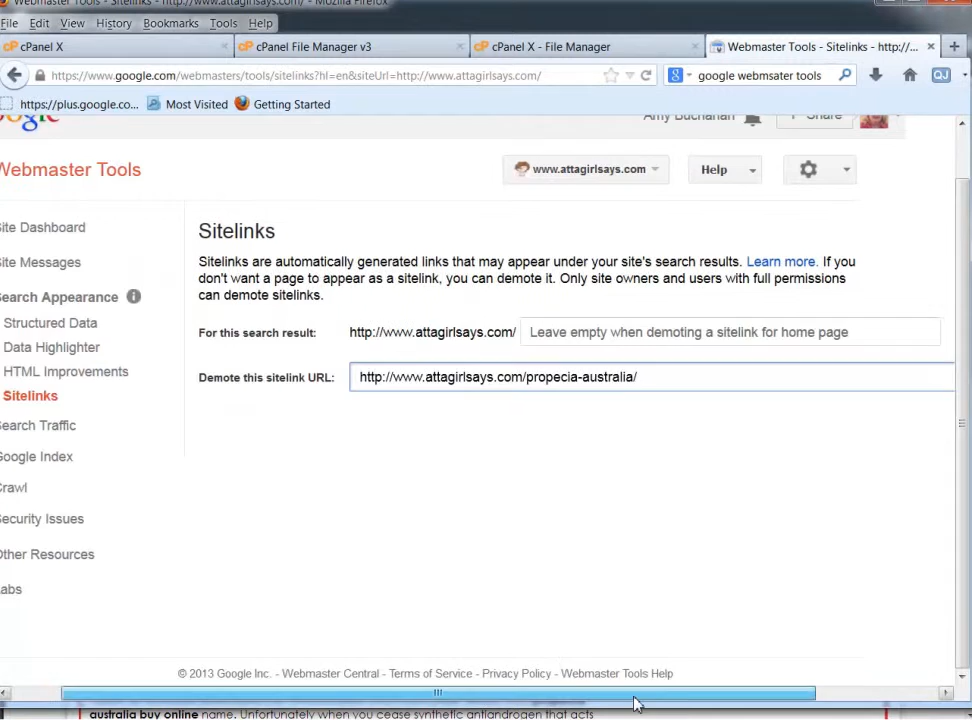 Webmaster Tools - Sitelinks - http://www.attagirlsays.com/ - Mozilla Firefox
File Edit View History Bookmarks Tools Help
cPanel X
cPanel File Manager v3
cPanel X - File Manager
Webmaster Tools - Sitelinks - http://...
https://www.google.com/webmasters/tools/sitelinks?hl=en&siteUrl=http://www.attagirlsays.com/
google webmsater tools
https://plus.google.co... Most Visited Getting Started
Amy Buchanan
Share
Webmaster Tools
www.attagirlsays.com
Help
Site Dashboard
Site Messages
Search Appearance
Structured Data
Data Highlighter
HTML Improvements
Sitelinks
Search Traffic
Google Index
Crawl
Security Issues
Other Resources
Labs
Sitelinks
Sitelinks are automatically generated links that may appear under your site's search results. Learn more. If you
don't want a page to appear as a sitelink, you can demote it. Only site owners and users with full permissions
can demote sitelinks.
For this search result: http://www.attagirlsays.com/ Leave empty when demoting a sitelink for home page
Demote this sitelink URL: http://www.attagirlsays.com/propecia-australia/
© 2013 Google Inc. - Webmaster Central - Terms of Service - Privacy Policy - Webmaster Tools Help
australia buy online name. Unfortunately when you cease synthetic antiandrogen that acts